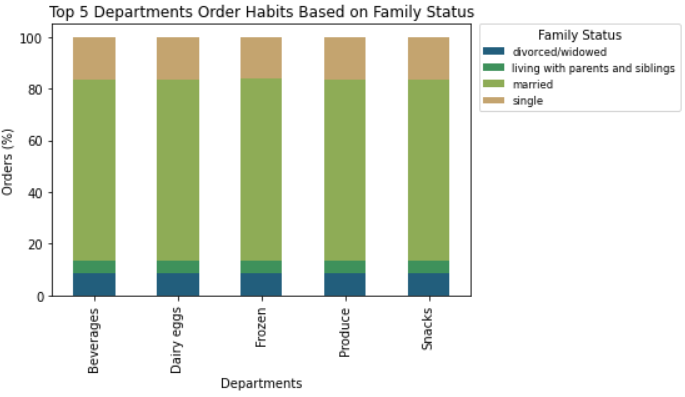 Top 5 Departments Order Habits Based on Family Status
Family Status
divorced/widowed
living with parents and siblings
married
single
Orders (%)
100
80
60
40
20
0
Beverages
Dairy eggs
Frozen
Produce
Snacks
Departments